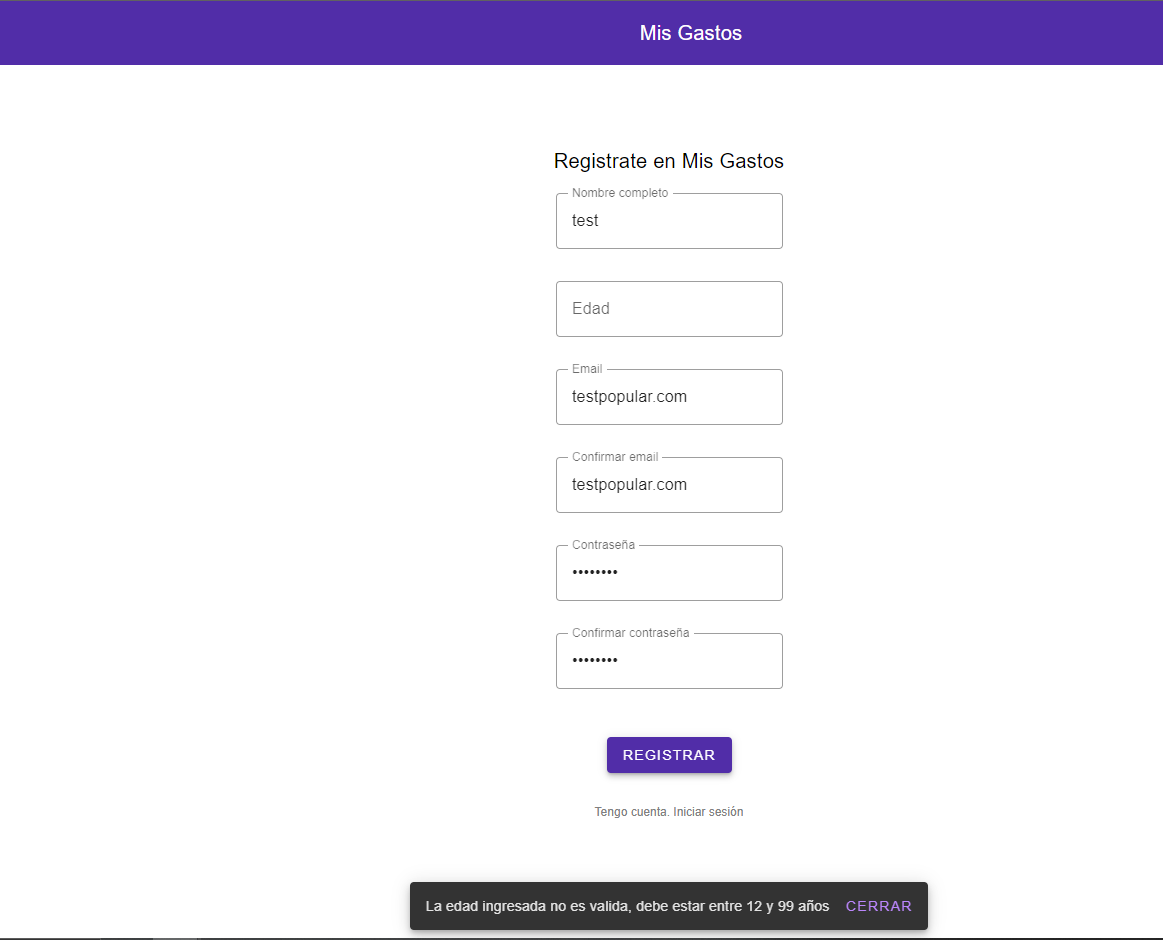 Mis Gastos
Registrate en Mis Gastos
Nombre completo
test
Edad
Email
testpopular.com
Confirmar email
testpopular.com
Contraseña
••••••••
Confirmar contraseña
••••••••
REGISTRAR
Tengo cuenta. Iniciar sesión
La edad ingresada no es valida, debe estar entre 12 y 99 años CERRAR